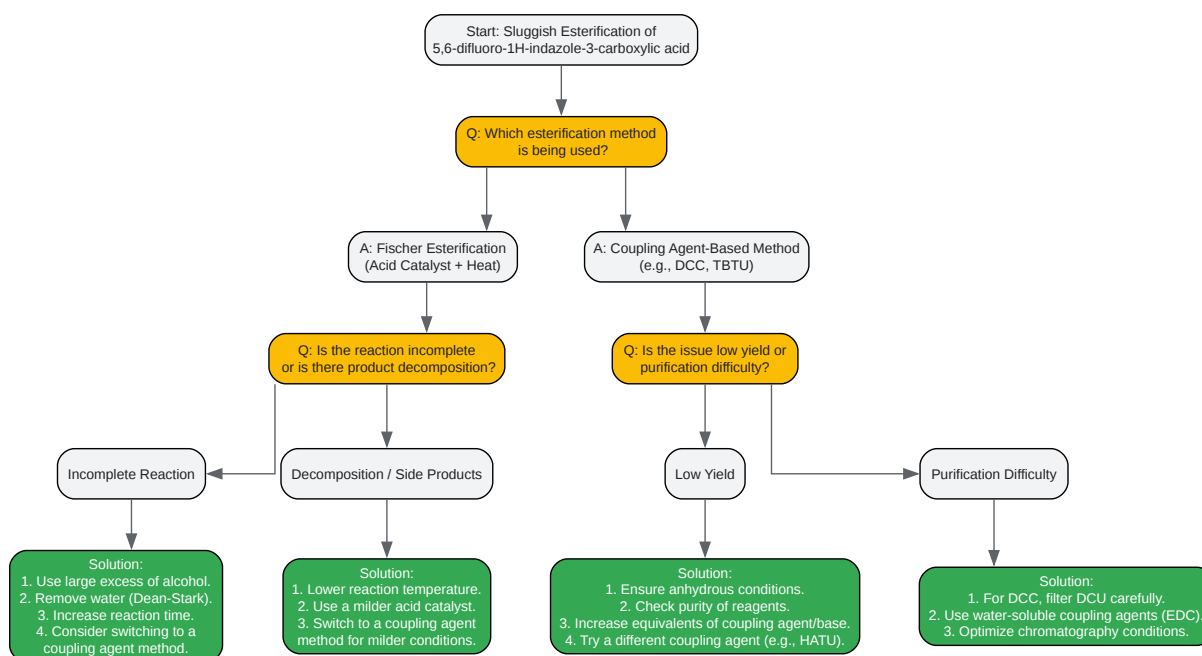 Start: Sluggish Esterification of
5,6-difluoro-1H-indazole-3-carboxylic acid
Q: Which esterification method
is being used?
A: Fischer Esterification
(Acid Catalyst + Heat)
A: Coupling Agent-Based Method
(e.g., DCC, TBTU)
Q: Is the reaction incomplete
or is there product decomposition?
Q: Is the issue low yield or
purification difficulty?
Incomplete Reaction
Decomposition / Side Products
Low Yield
Purification Difficulty
Solution:
1. Use large excess of alcohol.
2. Remove water (Dean-Stark).
3. Increase reaction time.
4. Consider switching to a
coupling agent method.
Solution:
1. Lower reaction temperature.
2. Use a milder acid catalyst.
3. Switch to a coupling agent
method for milder conditions.
Solution:
1. Ensure anhydrous conditions.
2. Check purity of reagents.
3. Increase equivalents of coupling agent/base.
4. Try a different coupling agent (e.g., HATU).
Solution:
1. For DCC, filter DCU carefully.
2. Use water-soluble coupling agents (EDC).
3. Optimize chromatography conditions.